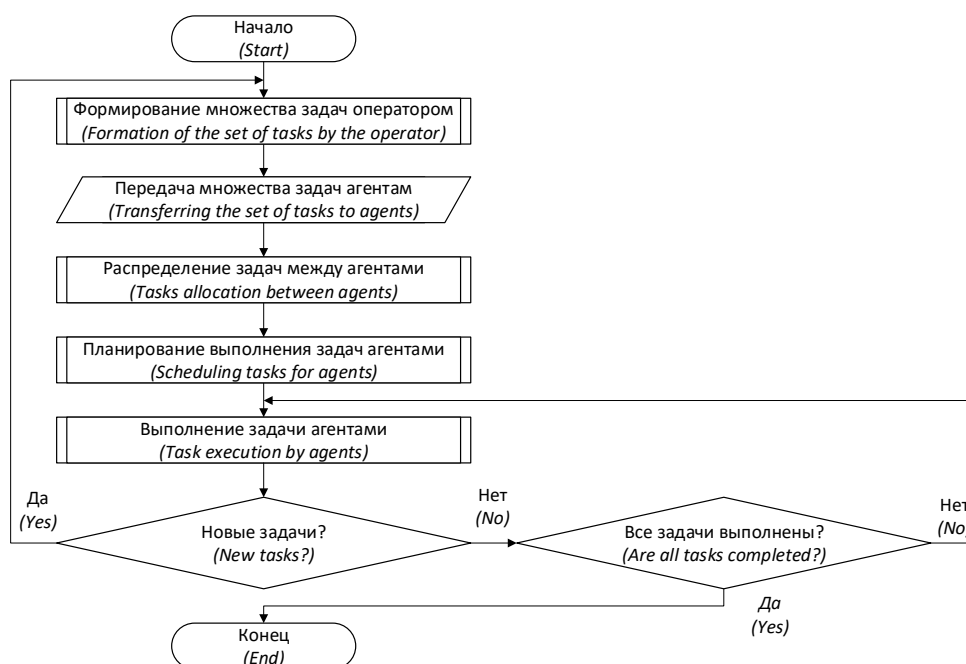 Начало
(Start)
Формирование множества задач оператором
(Formation of the set of tasks by the operator)
Передача множества задач агентам
(Transferring the set of tasks to agents)
Распределение задач между агентами
(Tasks allocation between agents)
Планирование выполнения задач агентами
(Scheduling tasks for agents)
Выполнение задачи агентами
(Task execution by agents)
Да
(Yes)
Новые задачи?
(New tasks?)
Нет
(No)
Все задачи выполнены?
(Are all tasks completed?)
Нет
(No)
Да
(Yes)
Конец
(End)